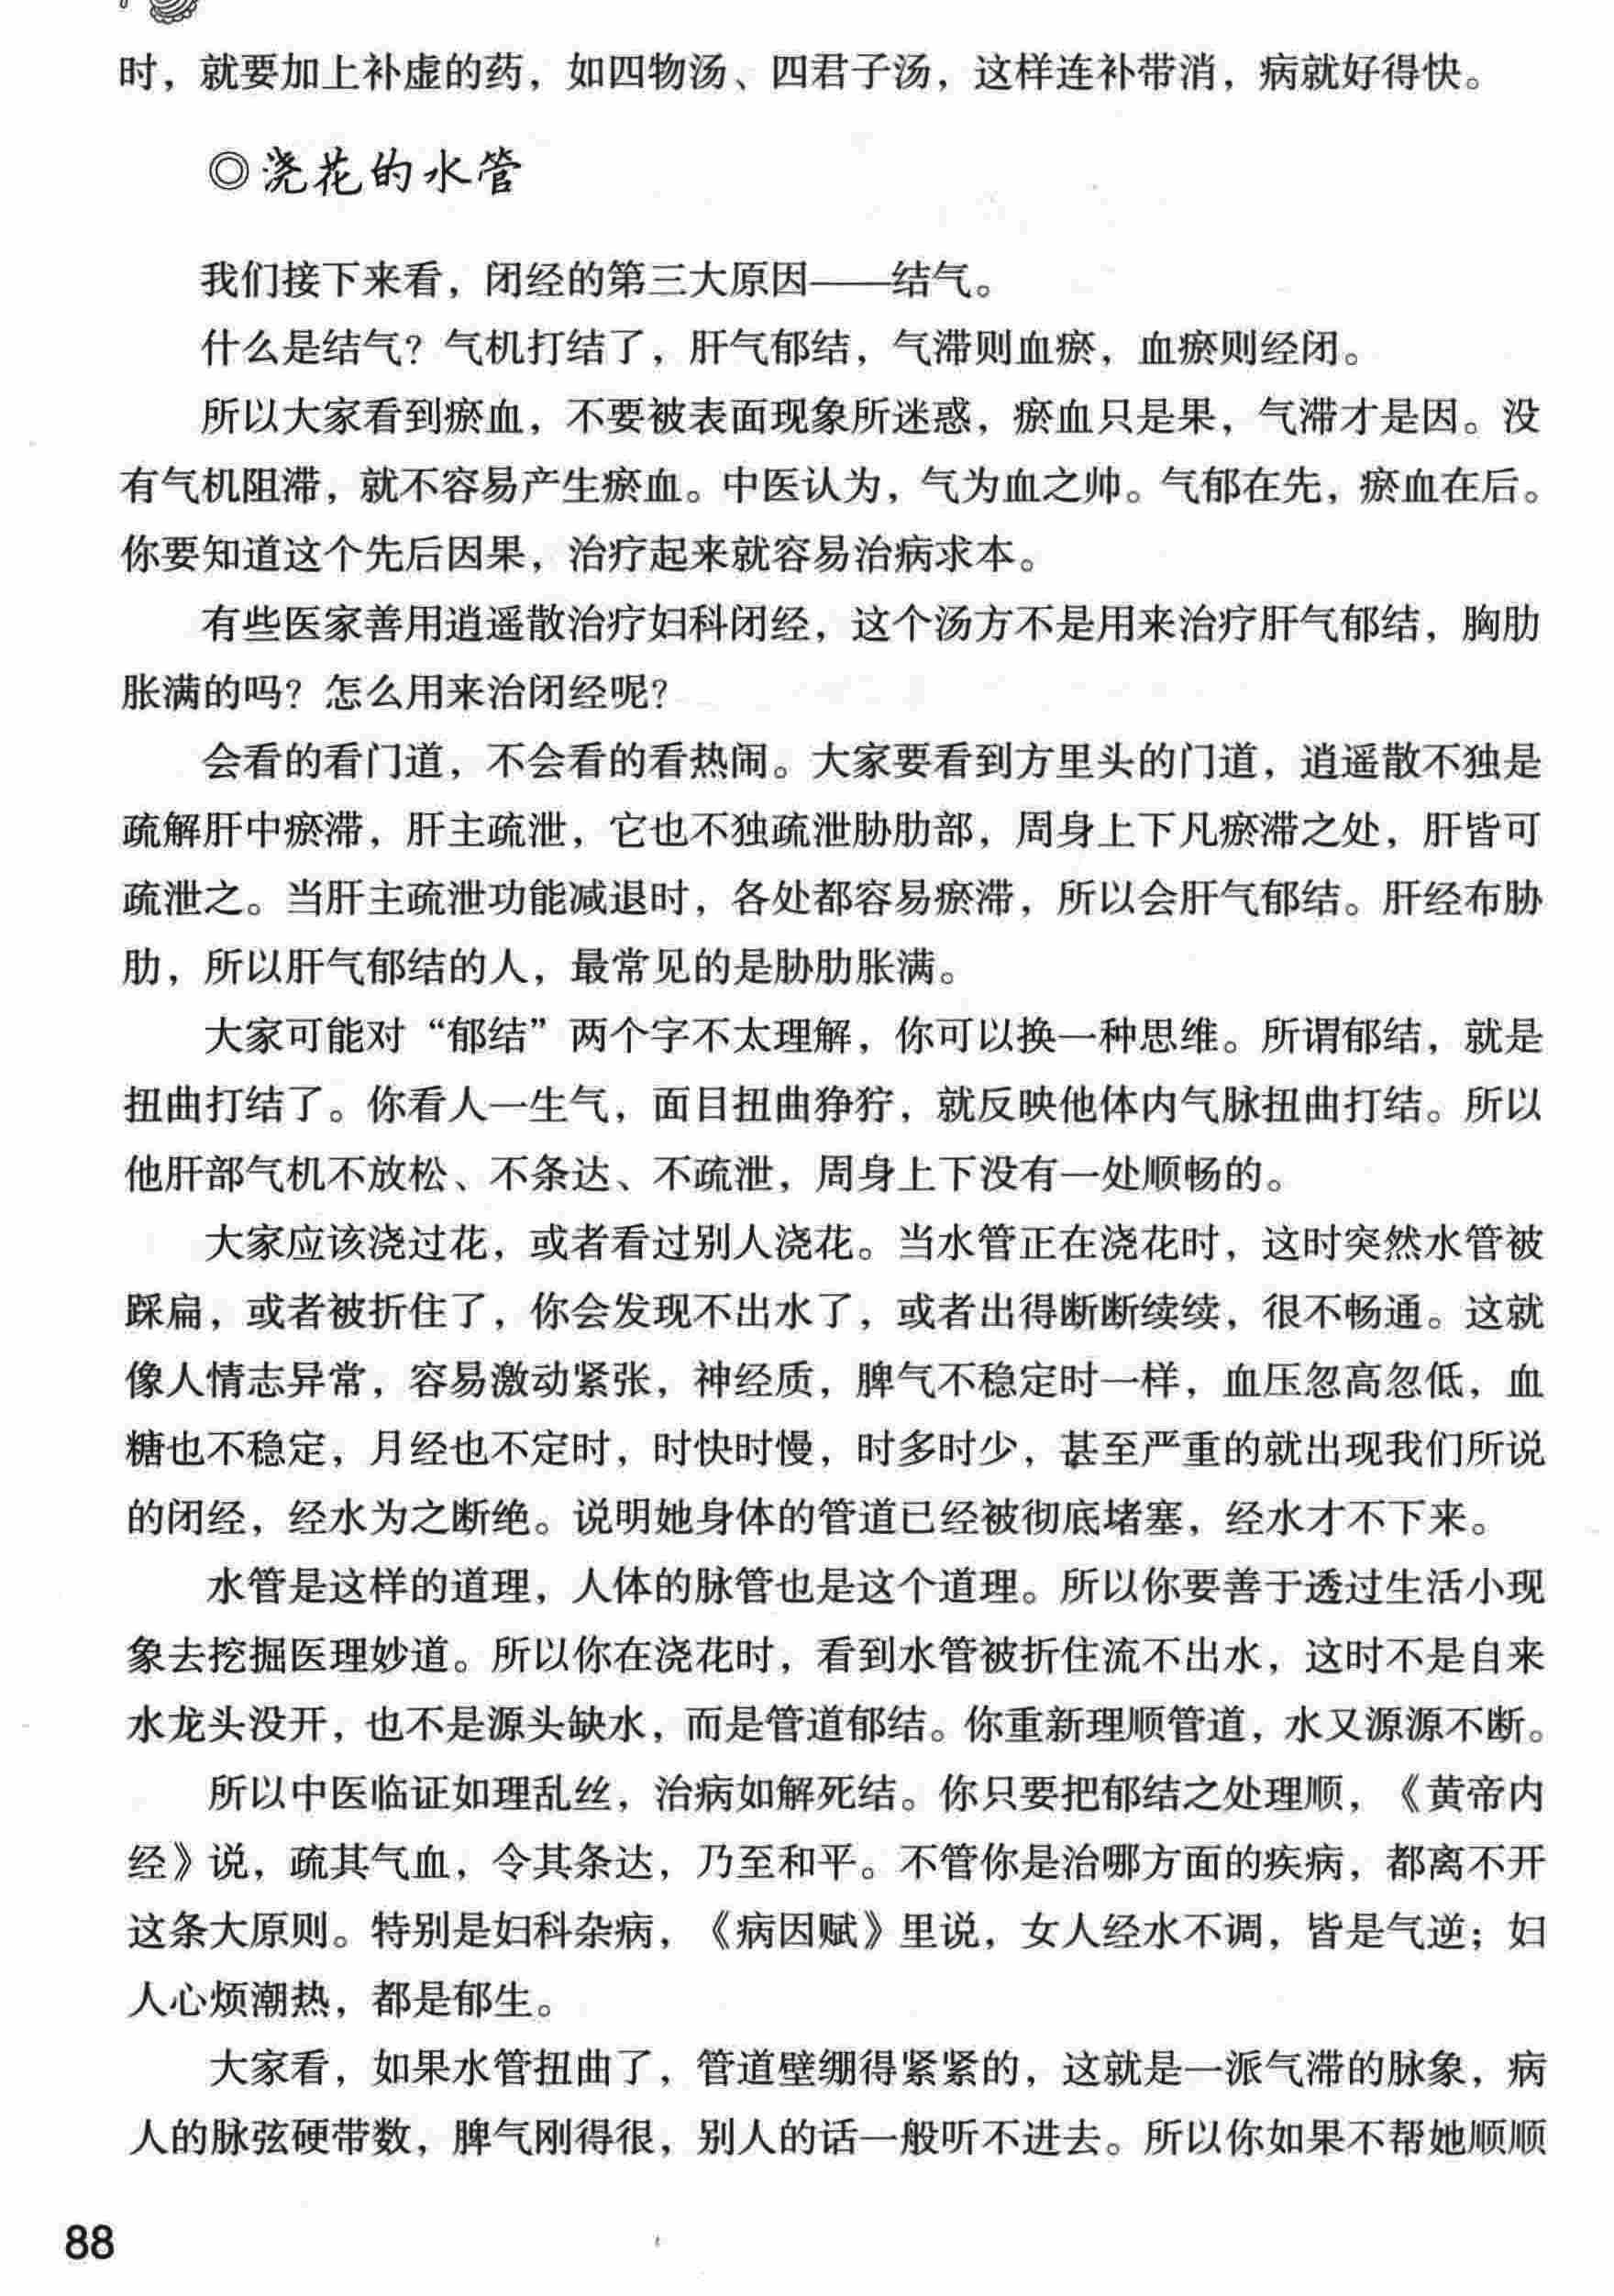 时，就要加上补虚的药，如四物汤、四君子汤，这样连补带消，病就好得快。
◎浇花的水管
我们接下来看，闭经的第三大原因——结气。
什么是结气？气机打结了，肝气郁结，气滞则血瘀，血瘀则经闭。
所以大家看到瘀血，不要被表面现象所迷惑，瘀血只是果，气滞才是因。没
有气机阻滞，就不容易产生瘀血。中医认为，气为血之帅。气郁在先，瘀血在后。
你要知道这个先后因果，治疗起来就容易治病求本。
有些医家善用逍遥散治疗妇科闭经，这个汤方不是用来治疗肝气郁结，胸肋
胀满的吗？怎么用来治闭经呢？
会看的看门道，不会看的看热闹。大家要看到方里头的门道，逍遥散不独是
疏解肝中瘀滞，肝主疏泄，它也不独疏泄胁肋部，周身上下凡瘀滞之处，肝皆可
疏泄之。当肝主疏泄功能减退时，各处都容易瘀滞，所以会肝气郁结。肝经布胁
肋，所以肝气郁结的人，最常见的是胁肋胀满。
大家可能对“郁结”两个字不太理解，你可以换一种思维。所谓郁结，就是
扭曲打结了。你看人一生气，面目扭曲狰狞，就反映他体内气脉扭曲打结。所以
他肝部气机不放松、不条达、不疏泄，周身上下没有一处顺畅的。
大家应该浇过花，或者看过别人浇花。当水管正在浇花时，这时突然水管被
踩扁，或者被折住了，你会发现不出水了，或者出得断断续续，很不畅通。这就
像人情志异常，容易激动紧张，神经质，脾气不稳定时一样，血压忽高忽低，血
糖也不稳定，月经也不定时，时快时慢，时多时少，甚至严重的就出现我们所说
的闭经，经水为之断绝。说明她身体的管道已经被彻底堵塞，经水才不下来。
水管是这样的道理，人体的脉管也是这个道理。所以你要善于透过生活小现
象去挖掘医理妙道。所以你在浇花时，看到水管被折住流不出水，这时不是自来
水龙头没开，也不是源头缺水，而是管道郁结。你重新理顺管道，水又源源不断。
所以中医临证如理乱丝，治病如解死结。你只要把郁结之处理顺，《黄帝内
经》说，疏其气血，令其条达，乃至和平。不管你是治哪方面的疾病，都离不开
这条大原则。特别是妇科杂病，《病因赋》里说，女人经水不调，皆是气逆；妇
人心烦潮热，都是郁生。
大家看，如果水管扭曲了，管道壁绷得紧紧的，这就是一派气滞的脉象，病
人的脉弦硬带数，脾气刚得很，别人的话一般听不进去。所以你如果不帮她顺顺
88